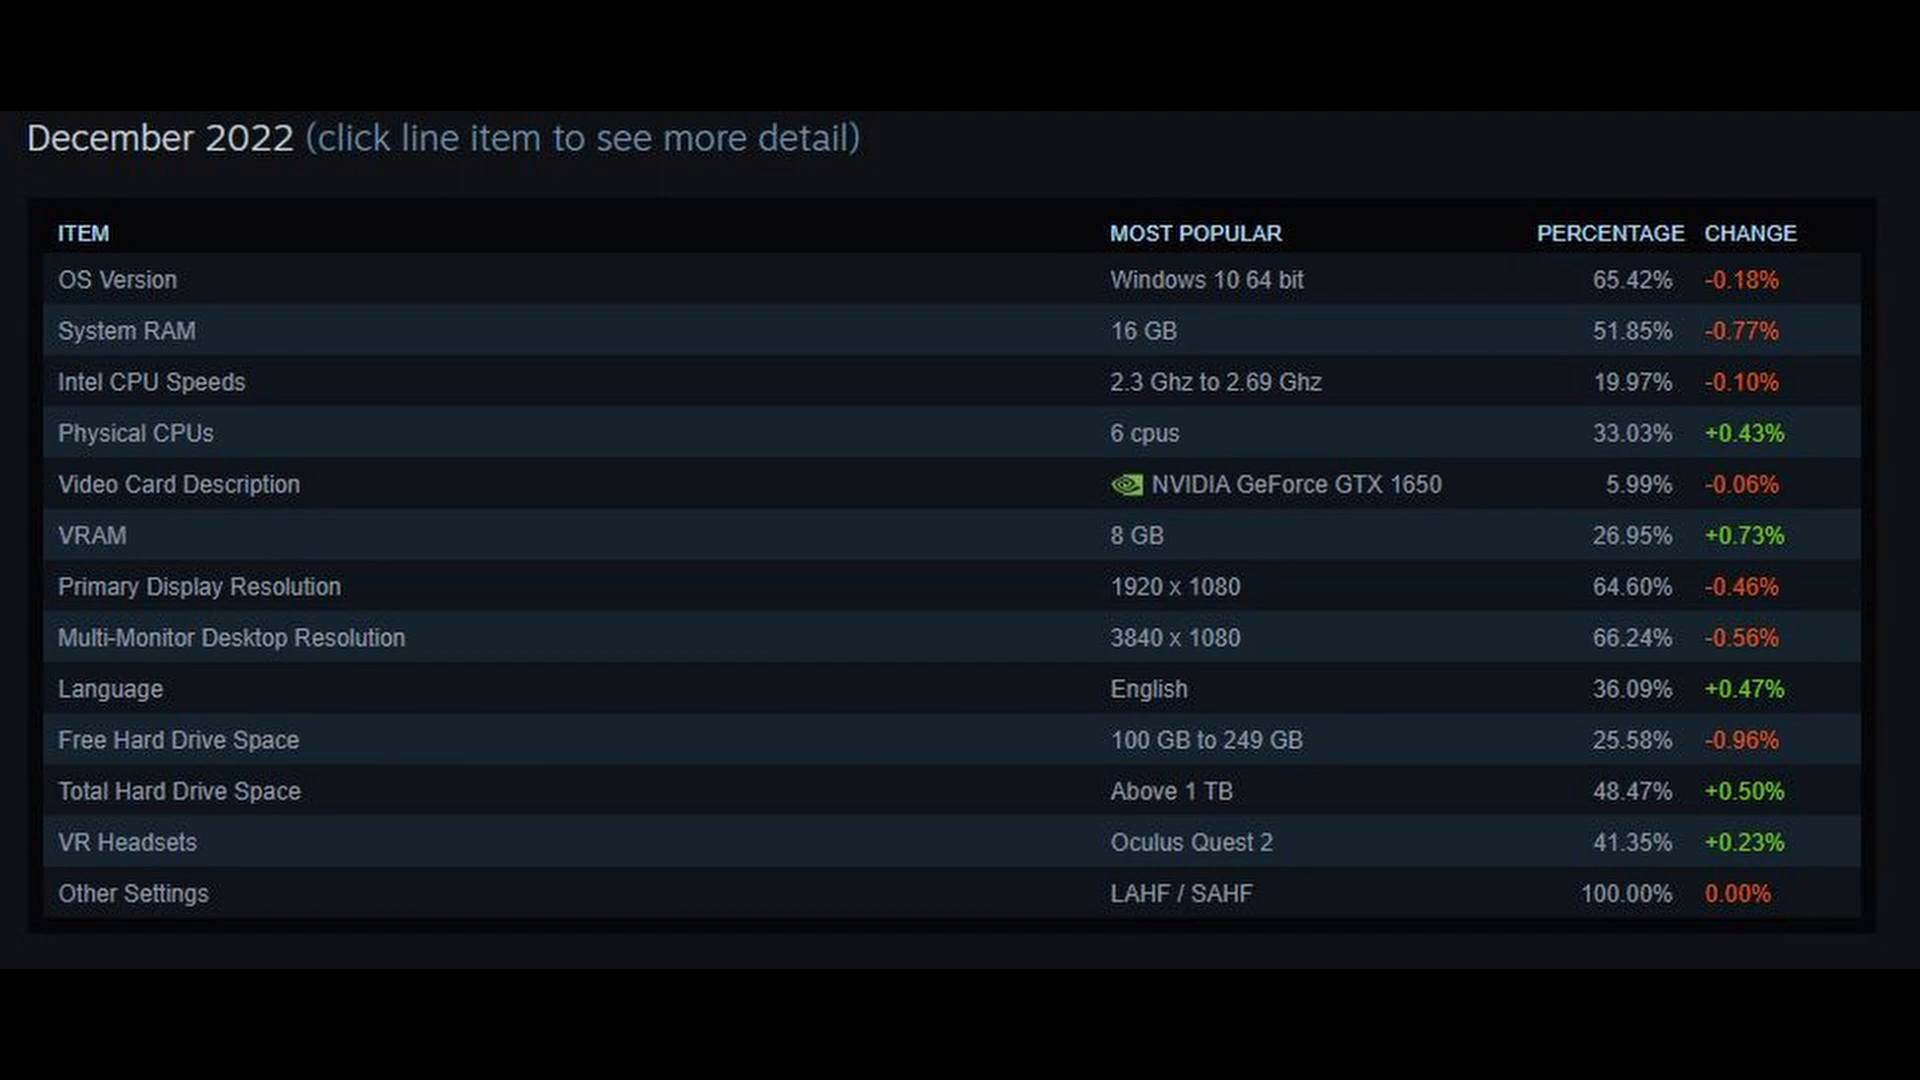 December 2022 (click line item to see more detail)
ITEM MOST POPULAR PERCENTAGE CHANGE
OS Version Windows 10 64 bit 65.42% -0.18%
System RAM 16 GB 51.85% -0.77%
Intel CPU Speeds 2.3 Ghz to 2.69 Ghz 19.97% -0.10%
Physical CPUs 6 cpus 33.03% +0.43%
Video Card Description NVIDIA GeForce GTX 1650 5.99% -0.06%
VRAM 8 GB 26.95% +0.73%
Primary Display Resolution 1920 x 1080 64.60% -0.46%
Multi-Monitor Desktop Resolution 3840 x 1080 66.24% -0.56%
Language English 36.09% +0.47%
Free Hard Drive Space 100 GB to 249 GB 25.58% -0.96%
Total Hard Drive Space Above 1 TB 48.47% +0.50%
VR Headsets Oculus Quest 2 41.35% +0.23%
Other Settings LAHF / SAHF 100.00% 0.00%